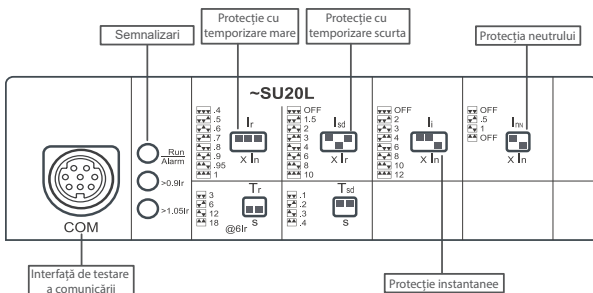 Semnalizari
Protecție cu
temporizare mare
Protecție cu
temporizare scurta
Protecția neutrului
~SU20L
COM
Run
Alarm
>0.9Ir
>1.05Ir
.4
.5
.6
.7
.8
.9
.95
1
Ir
x In
OFF
1.5
2
3
4
6
8
10
Isd
x Ir
OFF
2
3
4
6
8
10
12
Ii
x In
OFF
.5
1
OFF
InN
x In
3
6
12
18
Tr
s
@6Ir
.1
.2
.3
.4
Tsd
s
Interfață de testare
a comunicării
Protecție instantanee